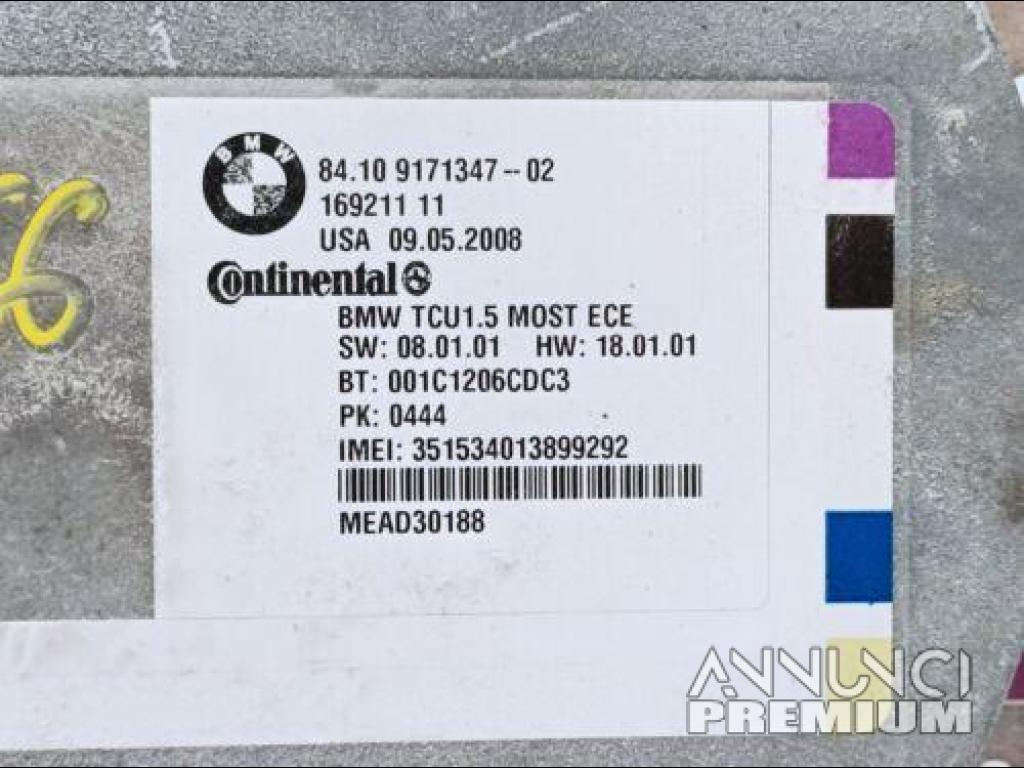 BMW
84.10 9171347--02
169211 11
USA 09.05.2008
Continental
BMW TCU1.5 MOST ECE
SW: 08.01.01 HW: 18.01.01
BT: 001C1206CDC3
PK: 0444
IMEI: 351534013899292
MEAD30188
ANNUNCI
PREMIUM